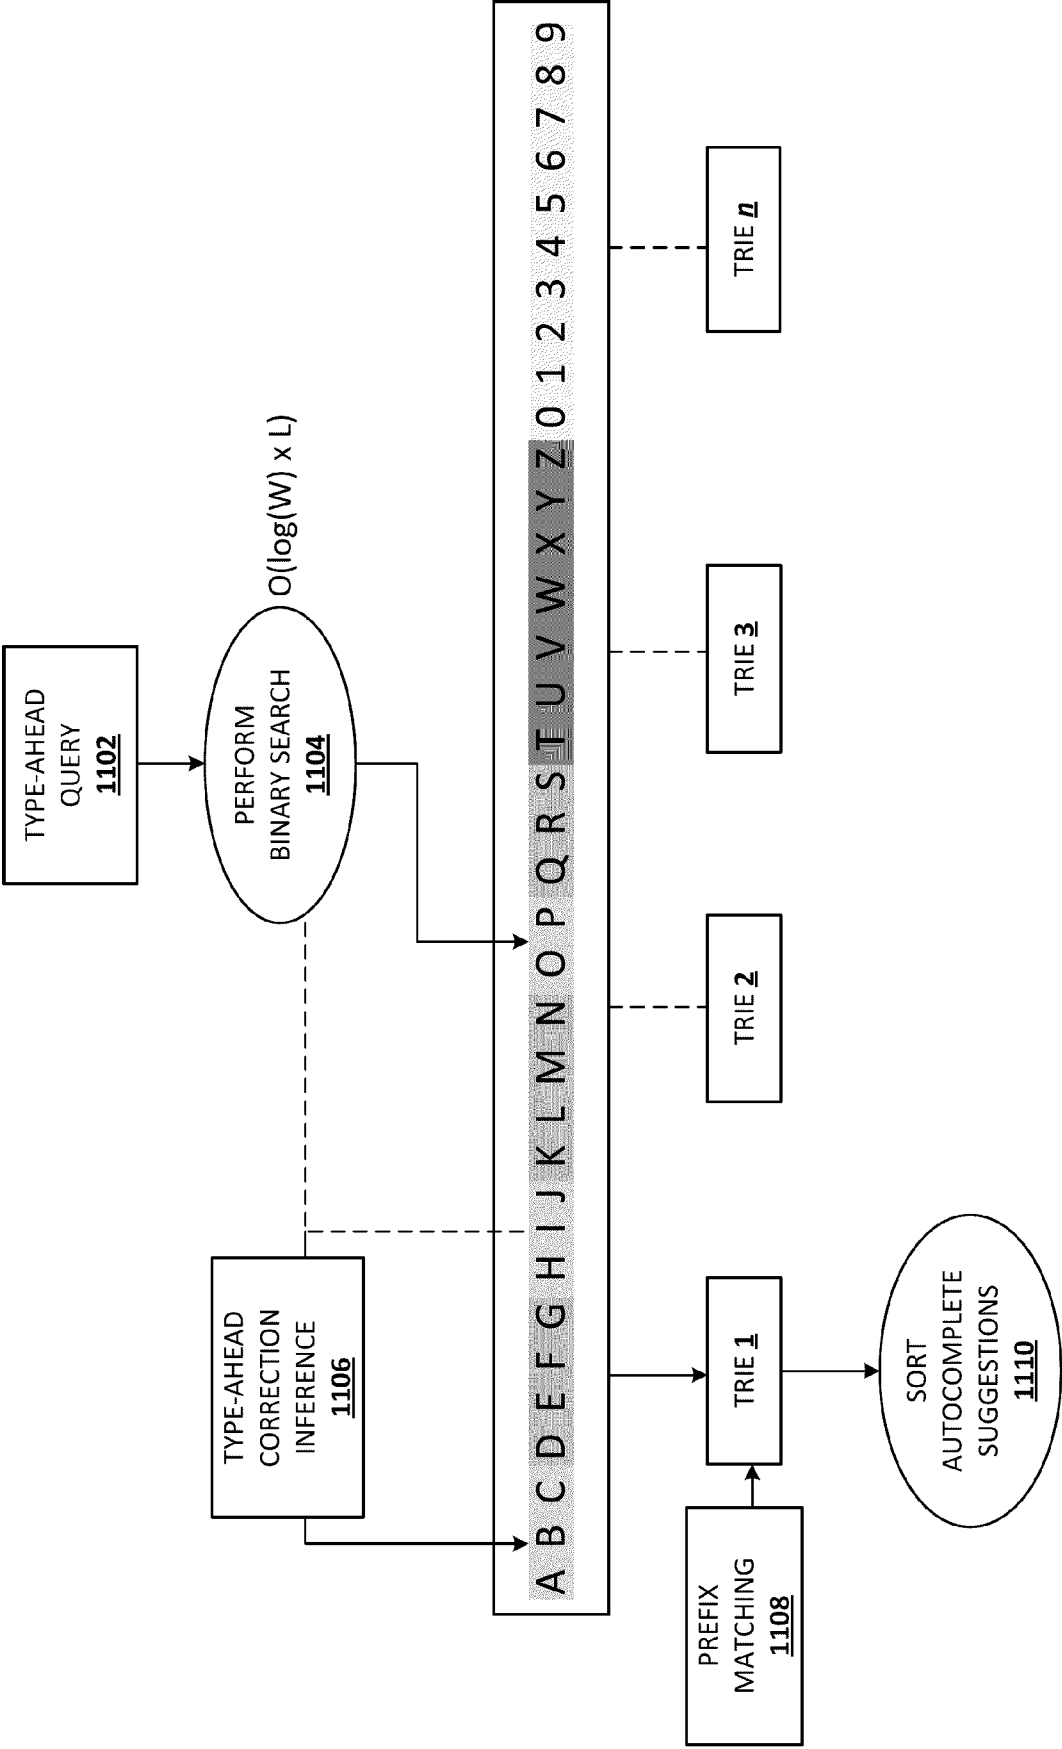 TYPE-AHEAD
QUERY
1102
PERFORM
BINARY SEARCH
1104
O(log(W) x L)
TYPE-AHEAD
CORRECTION
INFERENCE
1106
A B C D E F G H I J K L M N O P Q R S T U V W X Y Z 0 1 2 3 4 5 6 7 8 9
PREFIX
MATCHING
1108
TRIE 1
TRIE 2
TRIE 3
TRIE n
SORT
AUTOCOMPLETE
SUGGESTIONS
1110